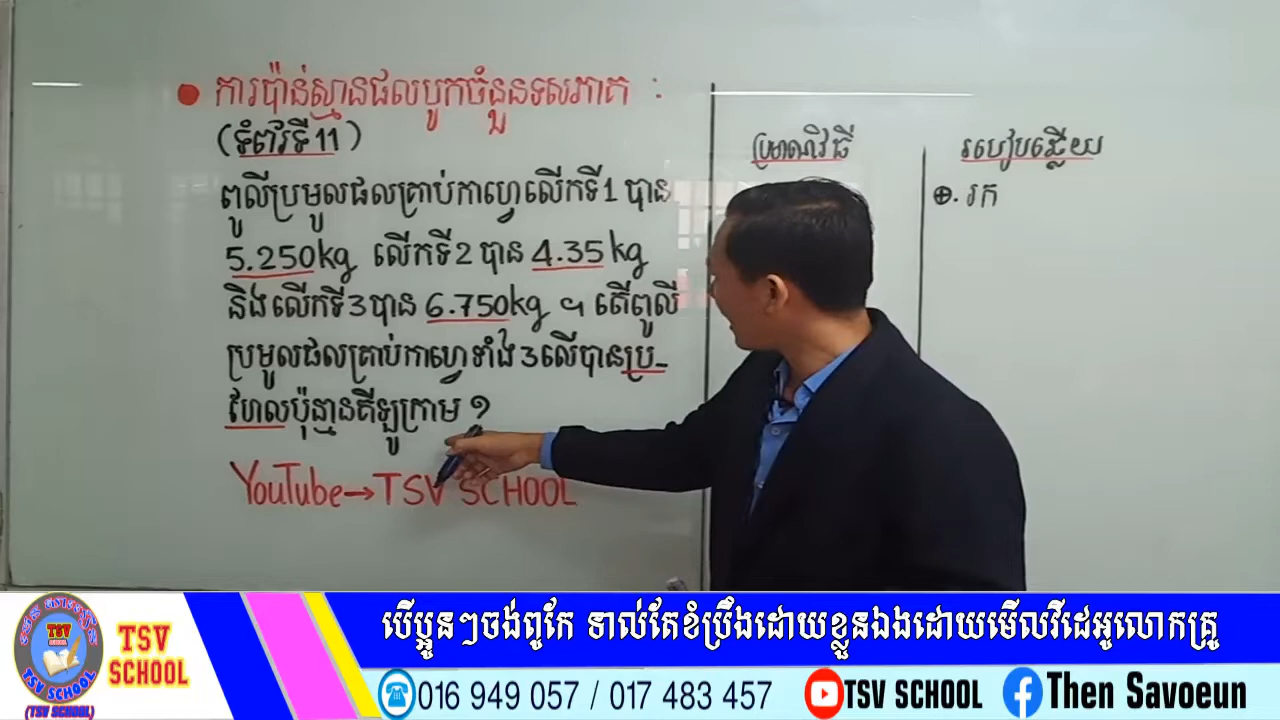 • ការប៉ាន់ស្មានផលបូកចំនួនទសភាគ :
(ទំព័រទី 11)
ពូលីប្រមូលផលគ្រាប់កាហ្វេលើកទី1 បាន
5.250kg លើកទី2 បាន 4.35 kg
និងលើកទី3 បាន 6.750kg ។ តើពូលី
ប្រមូលផលគ្រាប់កាហ្វេទាំង3លើបានប្រ-
ហែលប៉ុន្មានគីឡូក្រាម ?
YouTube→TSV SCHOOL
ប្រមាណវិធី
របៀបឆ្លើយ
⊕. រក
TSV
TSV SCHOOL
(TSV SCHOOL)
TSV
SCHOOL
បើប្អូនៗចង់ពូកែ ទាល់តែខំប្រឹងដោយខ្លួនឯងដោយមើលវីដេអូលោកគ្រូ
016 949 057 / 017 483 457
TSV SCHOOL
Then Savoeun